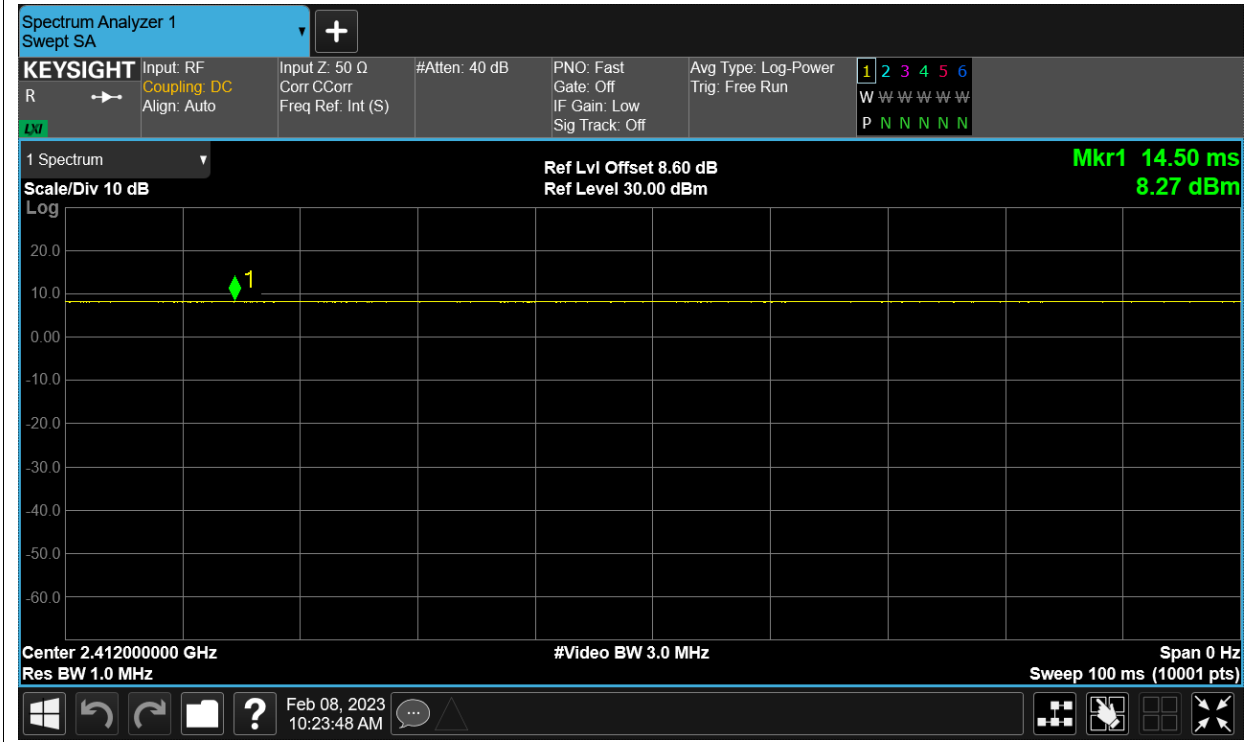 Spectrum Analyzer 1
Swept SA
+
KEYSIGHT
R
LXI
Input: RF
Coupling: DC
Align: Auto
Input Z: 50 Ω
Corr CCorr
Freq Ref: Int (S)
#Atten: 40 dB
PNO: Fast
Gate: Off
IF Gain: Low
Sig Track: Off
Avg Type: Log-Power
Trig: Free Run
1 2 3 4 5 6
W W W W W W
P N N N N N
1 Spectrum
Scale/Div 10 dB
Log
Ref Lvl Offset 8.60 dB
Ref Level 30.00 dBm
Mkr1 14.50 ms
8.27 dBm
1
20.0
10.0
0.00
-10.0
-20.0
-30.0
-40.0
-50.0
-60.0
Center 2.412000000 GHz
Res BW 1.0 MHz
#Video BW 3.0 MHz
Span 0 Hz
Sweep 100 ms (10001 pts)
?
Feb 08, 2023
10:23:48 AM